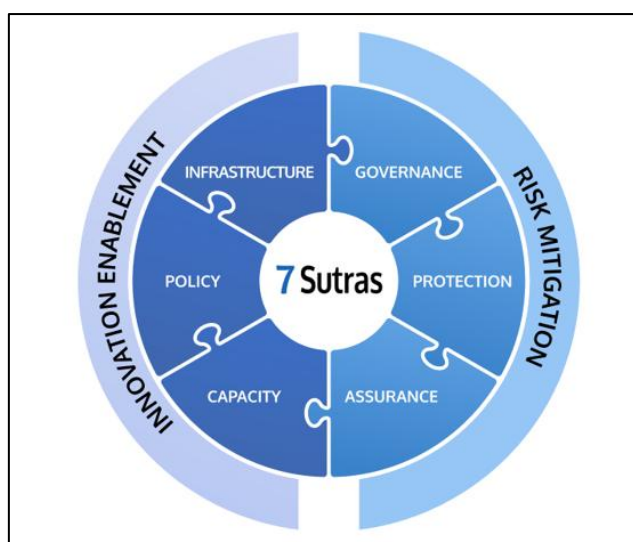 INNOVATION ENABLEMENT
RISK MITIGATION
INFRASTRUCTURE
GOVERNANCE
POLICY
7 Sutras
PROTECTION
CAPACITY
ASSURANCE